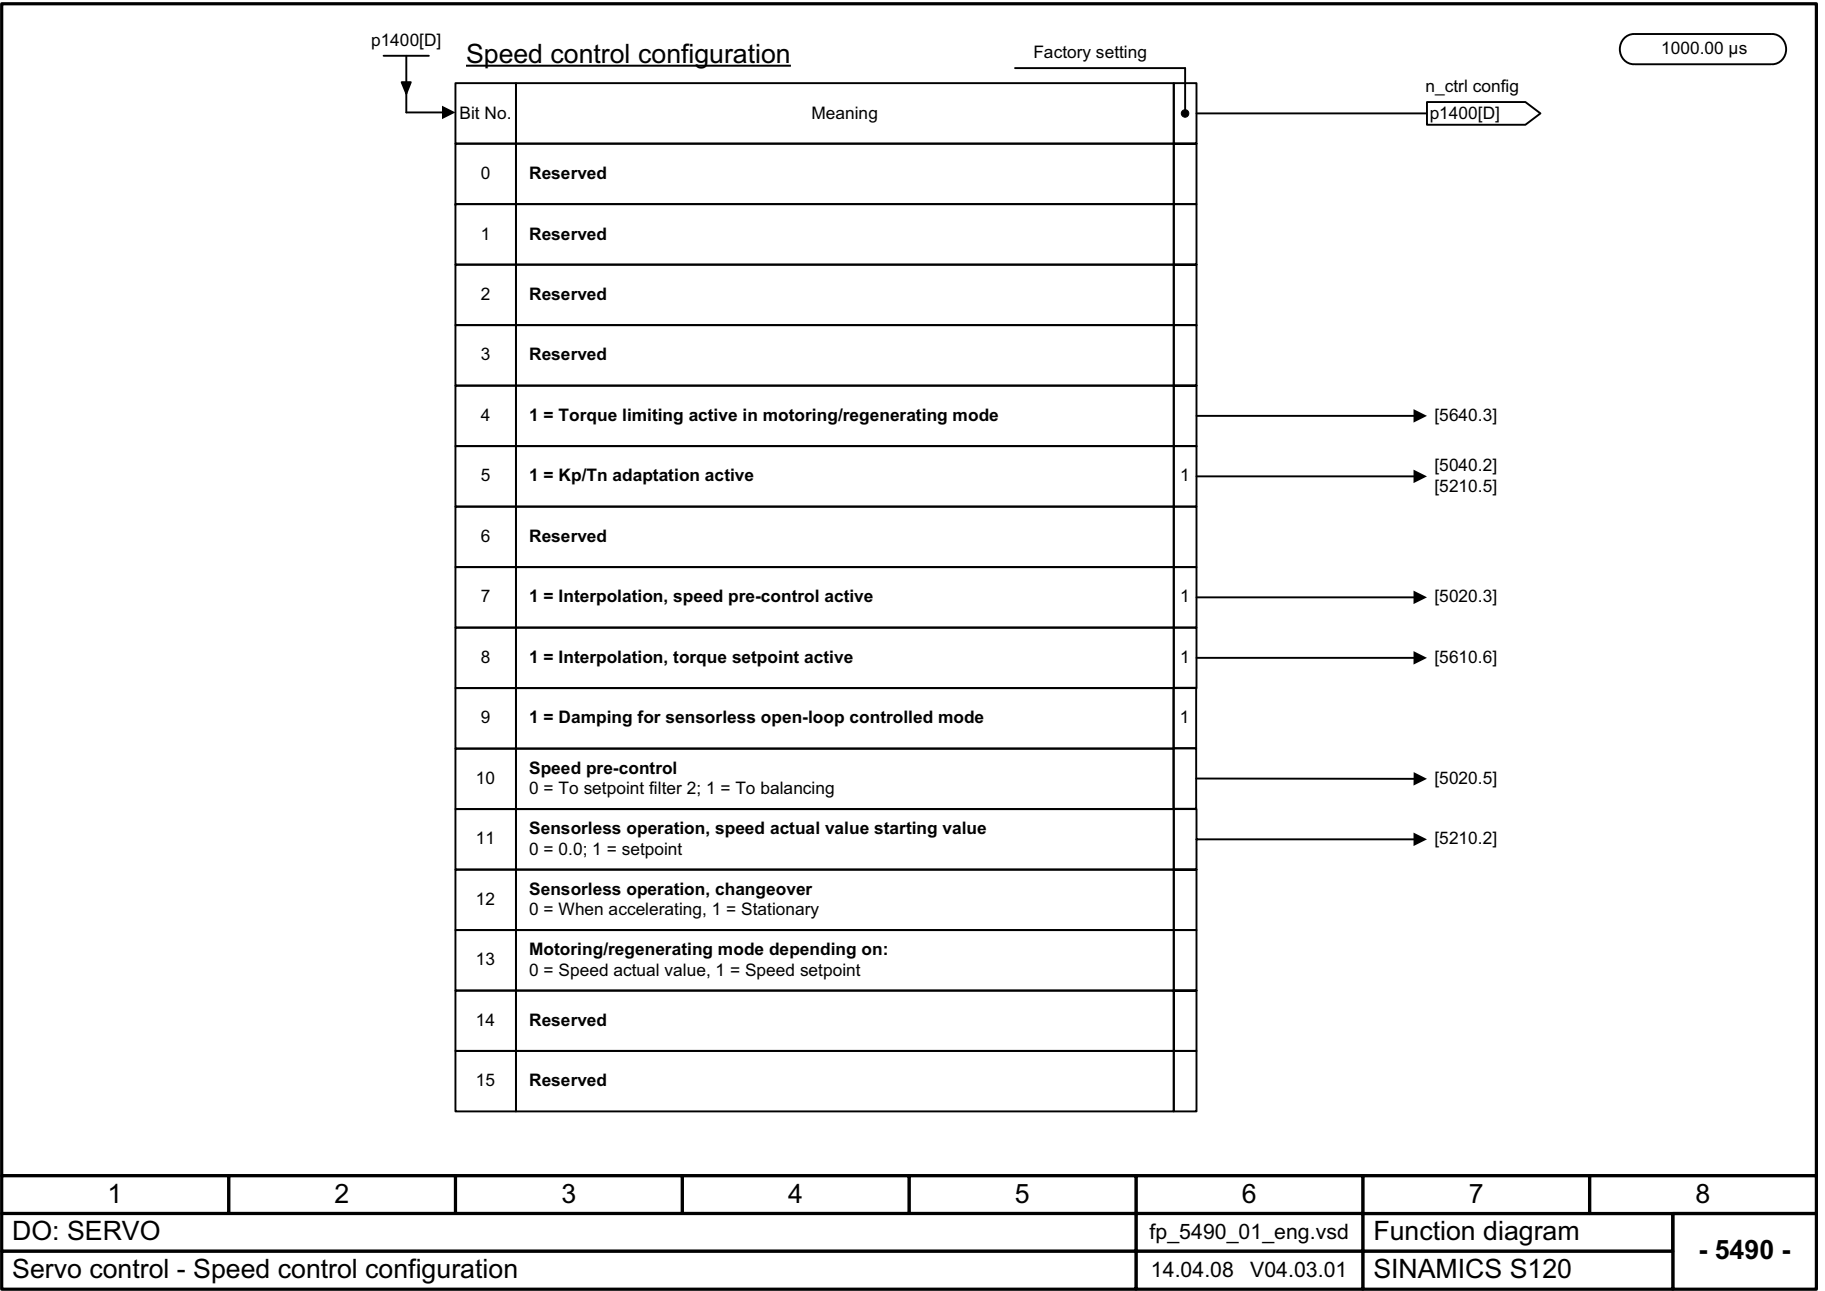 p1400[D]
Speed control configuration
Factory setting
1000.00 µs
n_ctrl config
p1400[D]
Bit No.
Meaning
0
Reserved
1
Reserved
2
Reserved
3
Reserved
4
1 = Torque limiting active in motoring/regenerating mode
[5640.3]
5
1 = Kp/Tn adaptation active
1
[5040.2]
[5210.5]
6
Reserved
7
1 = Interpolation, speed pre-control active
1
[5020.3]
8
1 = Interpolation, torque setpoint active
1
[5610.6]
9
1 = Damping for sensorless open-loop controlled mode
1
10
Speed pre-control
0 = To setpoint filter 2; 1 = To balancing
[5020.5]
11
Sensorless operation, speed actual value starting value
0 = 0.0; 1 = setpoint
[5210.2]
12
Sensorless operation, changeover
0 = When accelerating, 1 = Stationary
13
Motoring/regenerating mode depending on:
0 = Speed actual value, 1 = Speed setpoint
14
Reserved
15
Reserved
1 2 3 4 5 6 7 8
DO: SERVO
fp_5490_01_eng.vsd
Function diagram
- 5490 -
Servo control - Speed control configuration
14.04.08 V04.03.01
SINAMICS S120